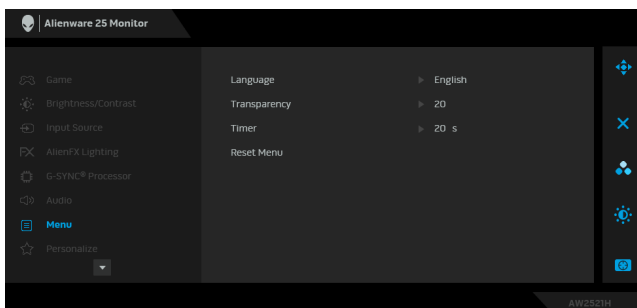 Alienware 25 Monitor
Game
Brightness/Contrast
Input Source
AlienFX Lighting
G-SYNC® Processor
Audio
Menu
Personalize
Language English
Transparency 20
Timer 20 s
Reset Menu
AW2521H